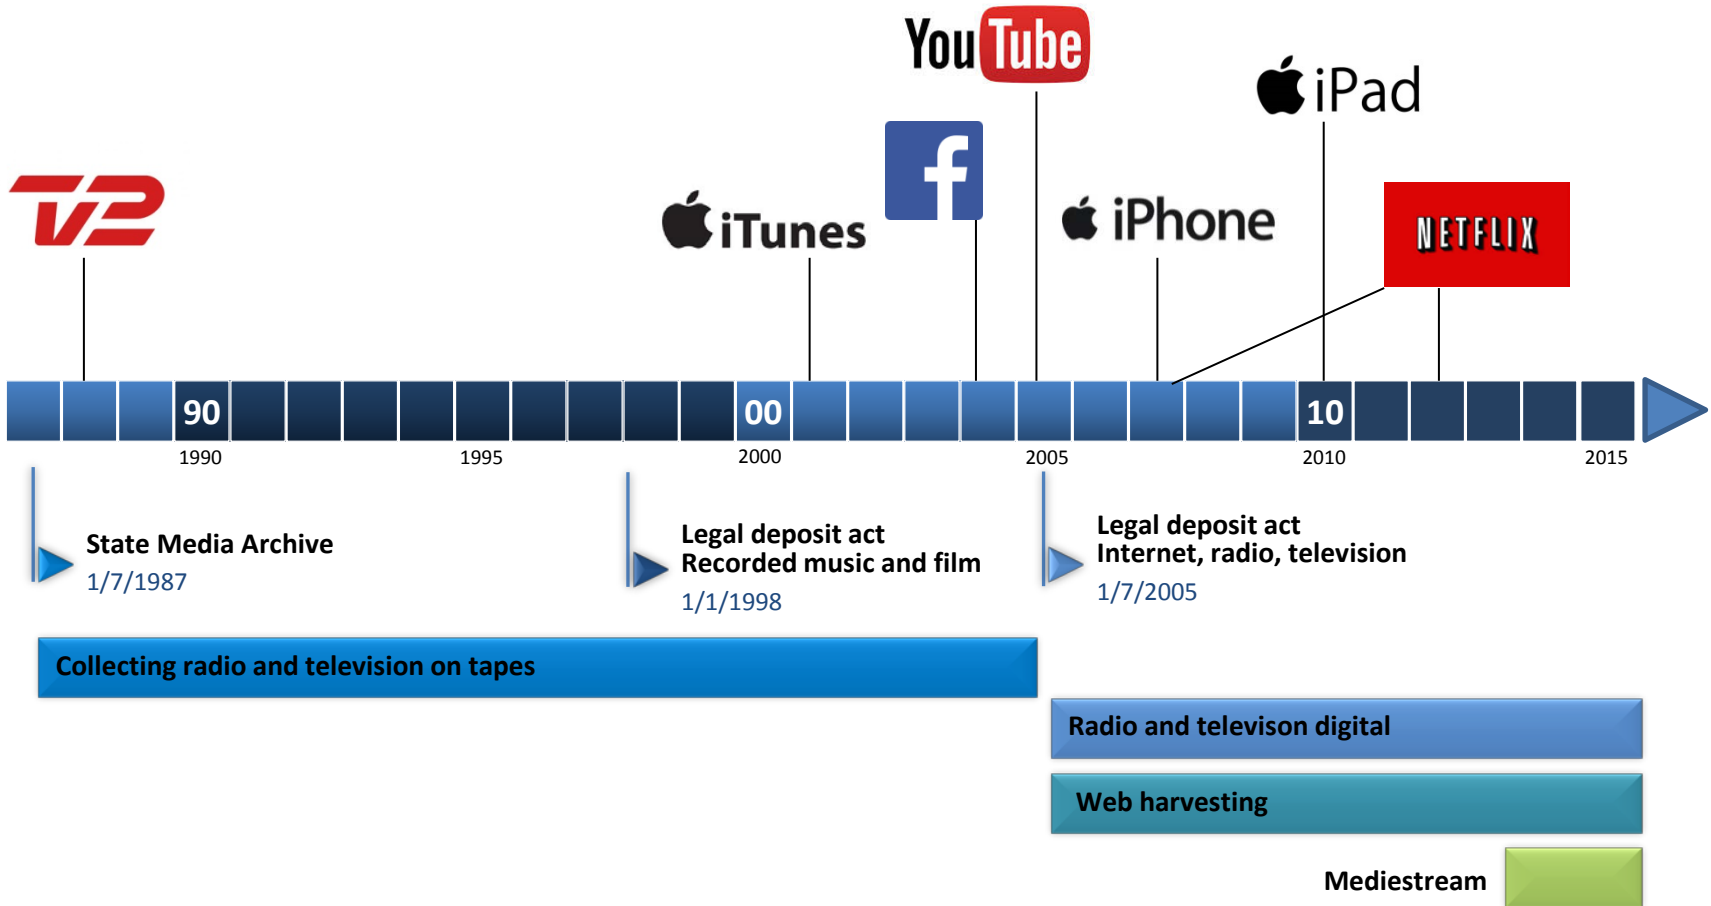 You Tube
iPad
f
TV2
iTunes
iPhone
NETFLIX
90
00
10
1990
1995
2000
2005
2010
2015
State Media Archive
1/7/1987
Legal deposit act
Recorded music and film
1/1/1998
Legal deposit act
Internet, radio, television
1/7/2005
Collecting radio and television on tapes
Radio and televison digital
Web harvesting
Mediestream